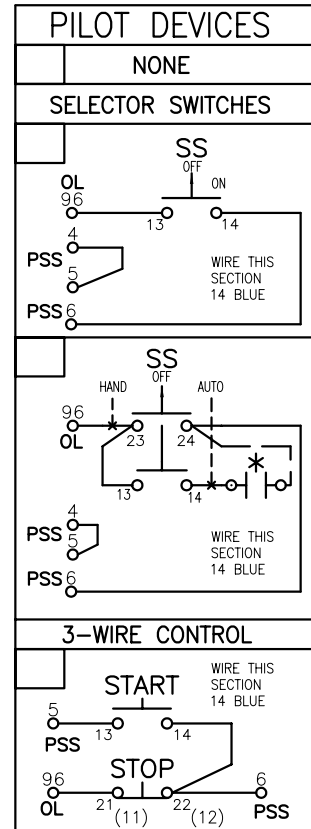 PILOT DEVICES
NONE
SELECTOR SWITCHES
SS
OFF
ON
OL
96
13
14
4
PSS
5
WIRE THIS
SECTION
14 BLUE
PSS 6
SS
OFF
HAND
AUTO
96
OL
23
24
13
14
4
PSS
5
WIRE THIS
SECTION
14 BLUE
PSS 6
3-WIRE CONTROL
WIRE THIS
SECTION
14 BLUE
START
5
PSS
13
14
STOP
96
OL
21
(11)
22
(12)
6
PSS